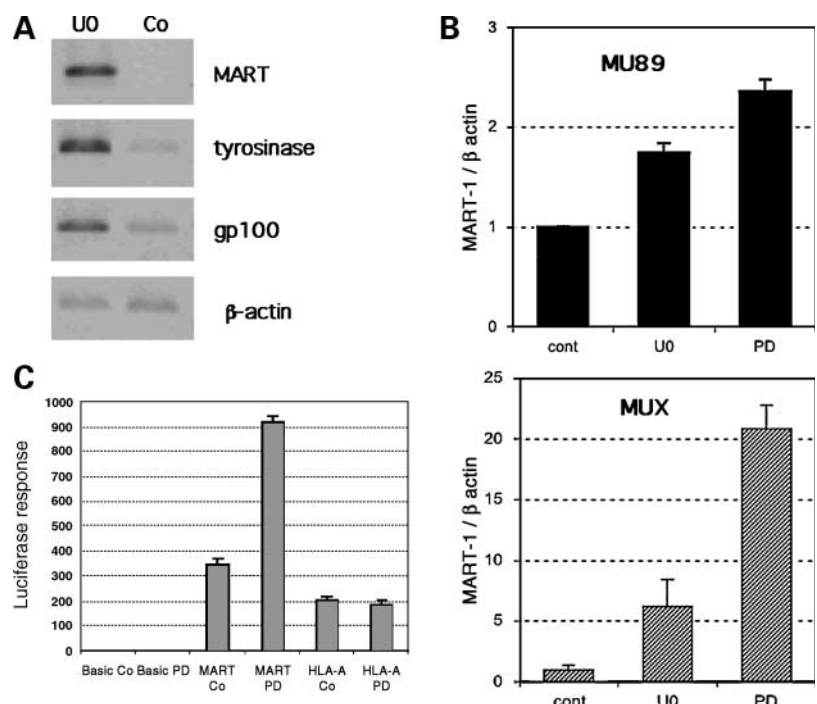 A
U0 Co
MART
tyrosinase
gp100
β-actin
B
MU89
MART-1 / β actin
3
2
1
0
cont U0 PD
C
Luciferase response
1000
900
800
700
600
500
400
300
200
100
0
Basic Co Basic PD MART Co MART PD HLA-A Co HLA-A PD
MUX
MART-1 / β actin
25
20
15
10
5
0
cont U0 PD